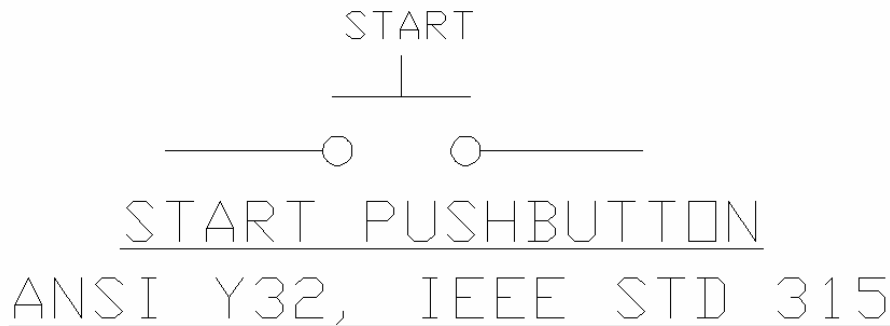 START
START PUSHBUTTON
ANSI Y32, IEEE STD 315